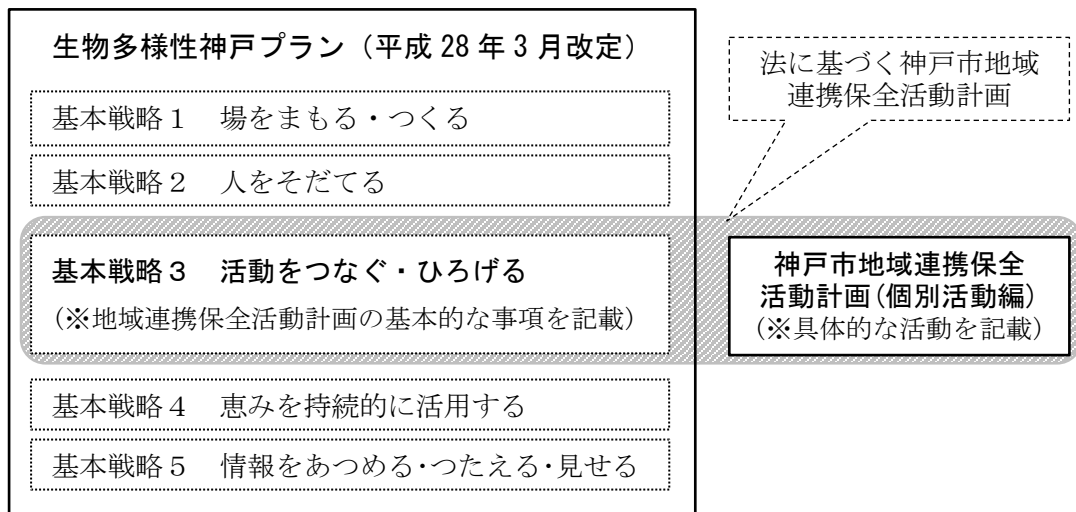 生物多様性神戸プラン（平成 28 年 3 月改定）
基本戦略１　場をまもる・つくる
基本戦略２　人をそだてる
基本戦略３　活動をつなぐ・ひろげる
（※地域連携保全活動計画の基本的な事項を記載）
基本戦略４　恵みを持続的に活用する
基本戦略５　情報をあつめる・つたえる・見せる
法に基づく神戸市地域
連携保全活動計画
神戸市地域連携保全
活動計画（個別活動編）
（※具体的な活動を記載）